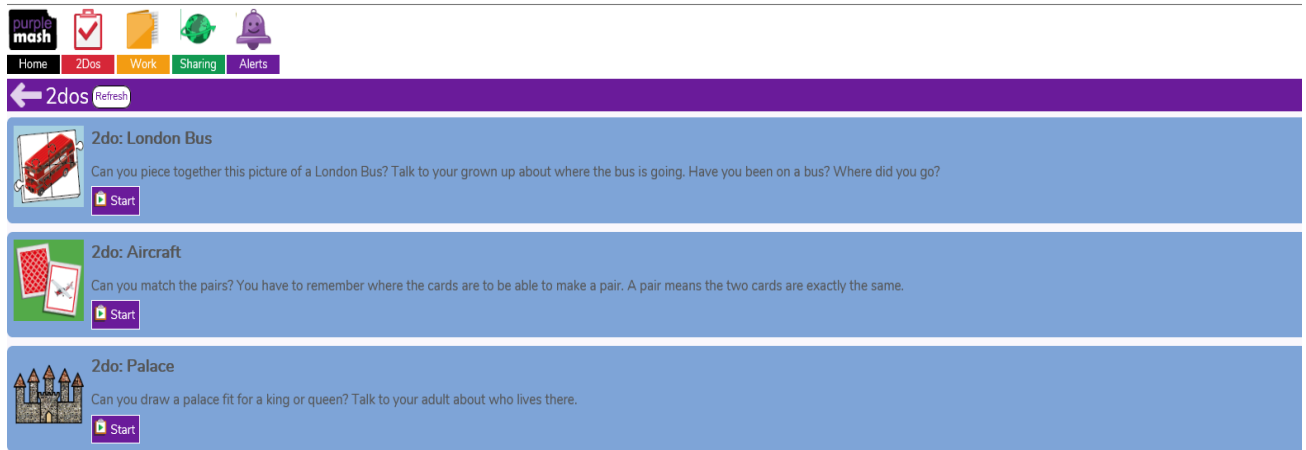 purple
mash
Home 2Dos Work Sharing Alerts
2dos Refresh
2do: London Bus
Can you piece together this picture of a London Bus? Talk to your grown up about where the bus is going. Have you been on a bus? Where did you go?
Start
2do: Aircraft
Can you match the pairs? You have to remember where the cards are to be able to make a pair. A pair means the two cards are exactly the same.
Start
2do: Palace
Can you draw a palace fit for a king or queen? Talk to your adult about who lives there.
Start